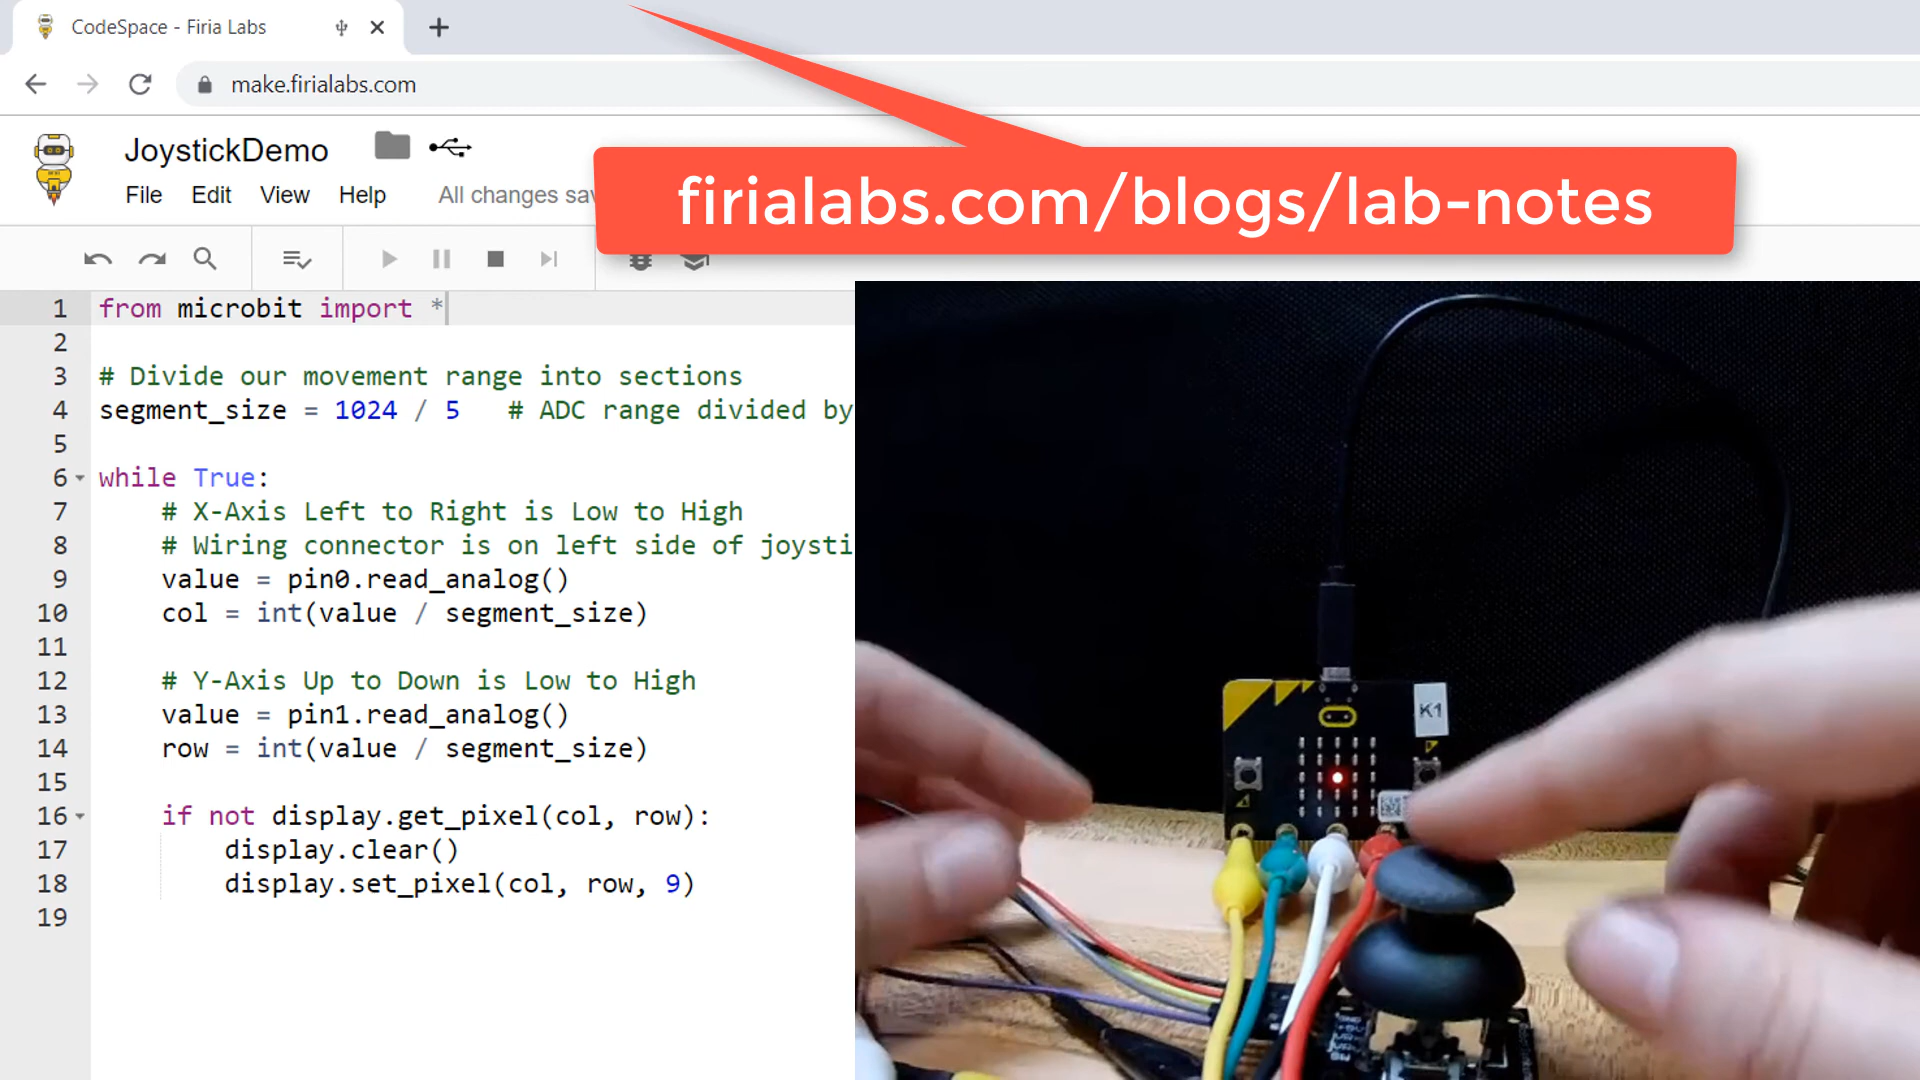 CodeSpace - Firia Labs
make.firialabs.com
JoystickDemo
File Edit View Help All changes
firialabs.com/blogs/lab-notes
1 from microbit import *
2
3 # Divide our movement range into sections
4 segment_size = 1024 / 5 # ADC range divided by
5
6 while True:
7 # X-Axis Left to Right is Low to High
8 # Wiring connector is on left side of joysti
9 value = pin0.read_analog()
10 col = int(value / segment_size)
11
12 # Y-Axis Up to Down is Low to High
13 value = pin1.read_analog()
14 row = int(value / segment_size)
15
16 if not display.get_pixel(col, row):
17 display.clear()
18 display.set_pixel(col, row, 9)
19
K1